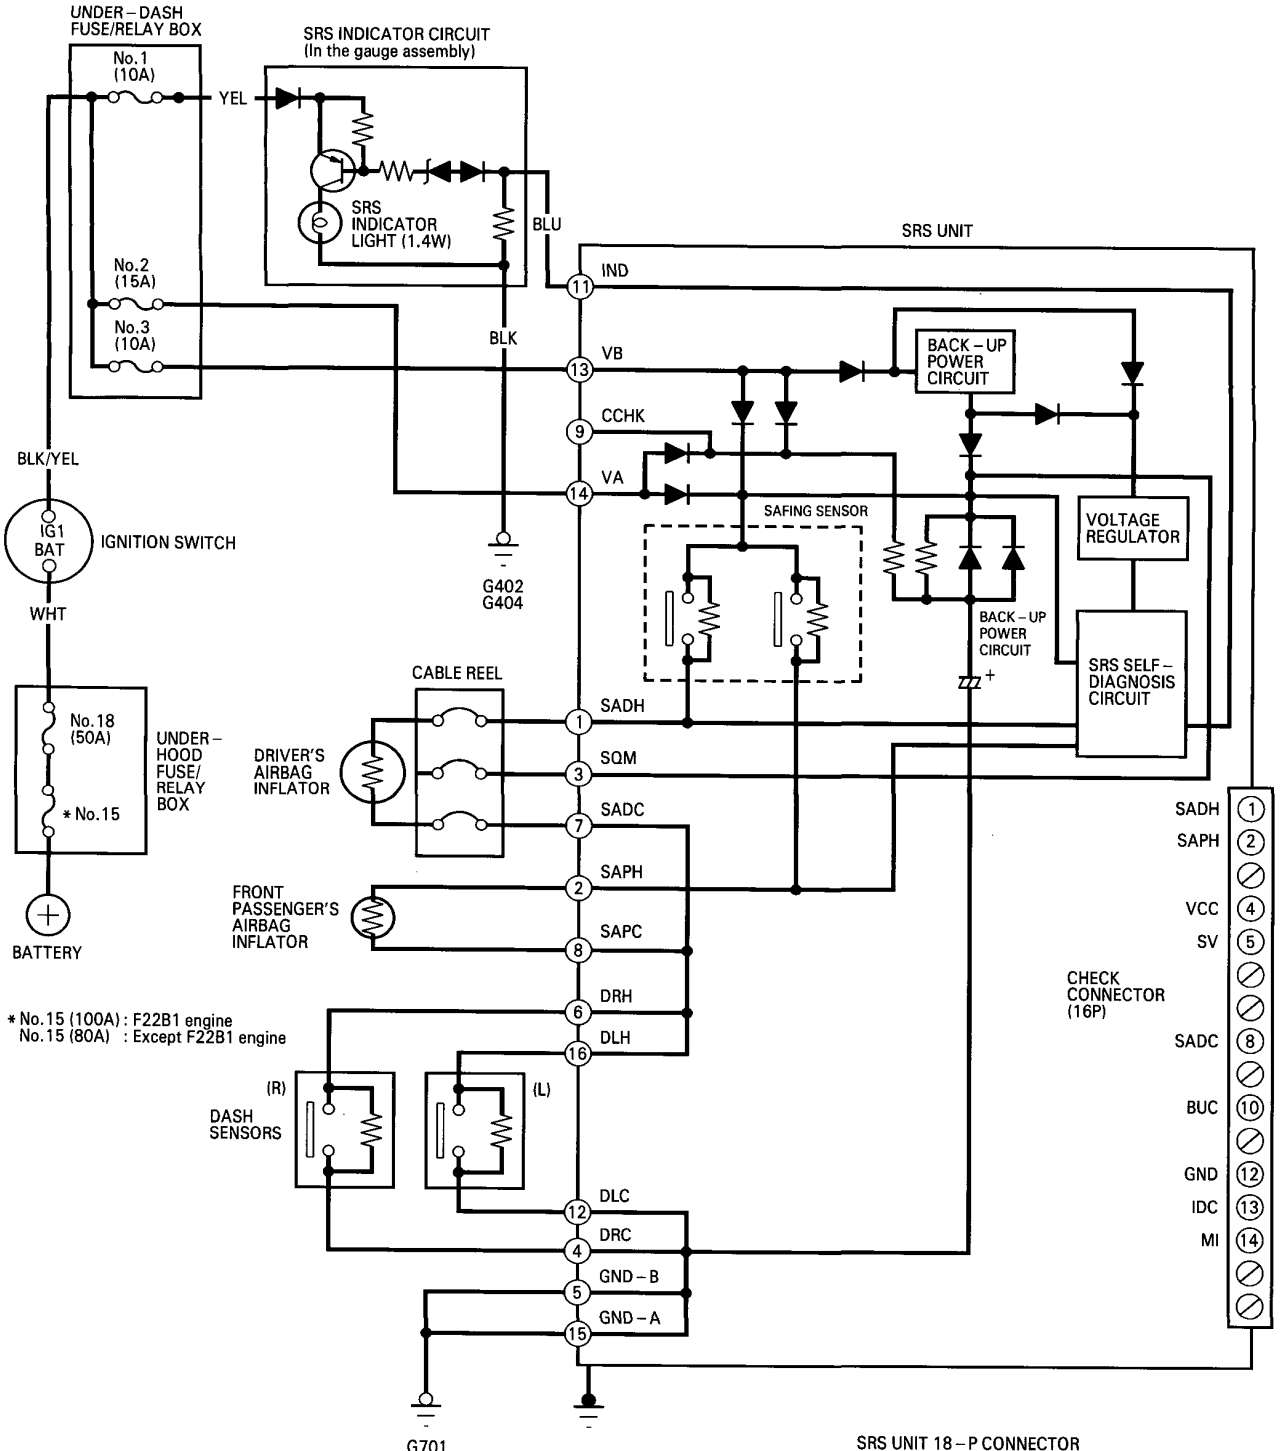 UNDER – DASH
FUSE/RELAY BOX
No.1
(10A)
YEL
SRS INDICATOR CIRCUIT
(In the gauge assembly)
SRS
INDICATOR
LIGHT (1.4W)
BLU
BLK
No.2
(15A)
No.3
(10A)
BLK/YEL
IG1
BAT
IGNITION SWITCH
WHT
No.18
(50A)
* No.15
UNDER –
HOOD
FUSE/
RELAY
BOX
+
BATTERY
* No.15 (100A) : F22B1 engine
No.15 (80A) : Except F22B1 engine
G402
G404
SRS UNIT
11 IND
13 VB
9 CCHK
14 VA
BACK – UP
POWER
CIRCUIT
SAFING SENSOR
VOLTAGE
REGULATOR
BACK – UP
POWER
CIRCUIT
+
SRS SELF –
DIAGNOSIS
CIRCUIT
CABLE REEL
DRIVER'S
AIRBAG
INFLATOR
1 SADH
3 SQM
7 SADC
FRONT
PASSENGER'S
AIRBAG
INFLATOR
2 SAPH
8 SAPC
6 DRH
16 DLH
(R)
(L)
DASH
SENSORS
12 DLC
4 DRC
5 GND – B
15 GND – A
G701
CHECK
CONNECTOR
(16P)
SADH 1
SAPH 2
VCC 4
SV 5
SADC 8
BUC 10
GND 12
IDC 13
MI 14
SRS UNIT 18 – P CONNECTOR